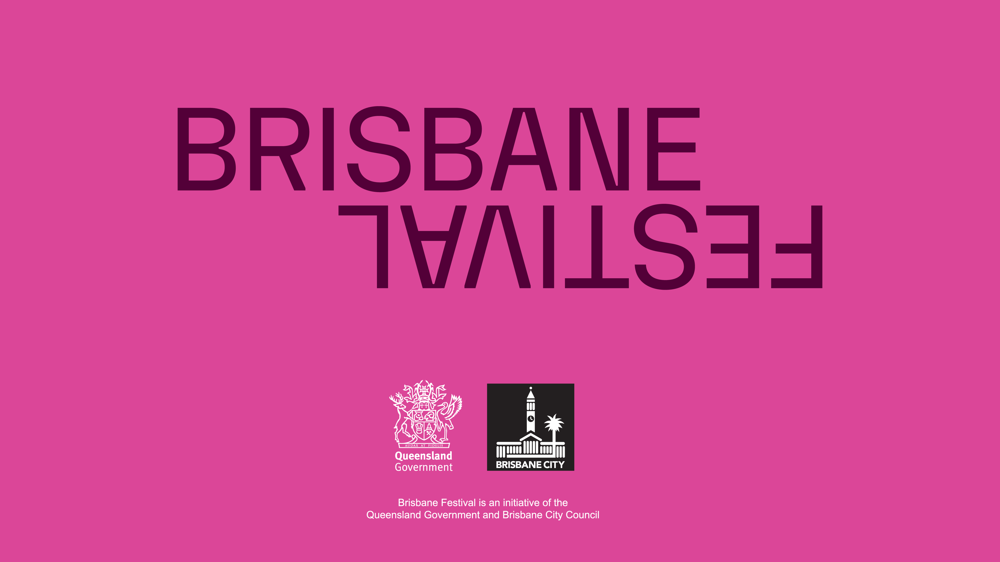 BRISBANE
FESTIVAL
AUDAX AT FIDELIS
Queensland
Government
BRISBANE CITY
Brisbane Festival is an initiative of the
Queensland Government and Brisbane City Council